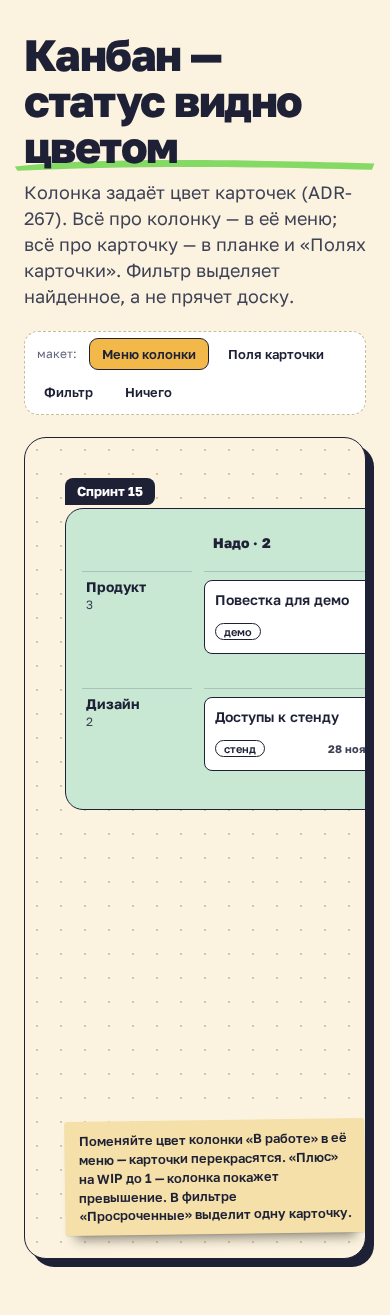 Канбан —
статус видно
цветом
Колонка задаёт цвет карточек (ADR-
267). Всё про колонку — в её меню;
всё про карточку — в планке и «Полях
карточки». Фильтр выделяет
найденное, а не прячет доску.
макет: Меню колонки Поля карточки
Фильтр Ничего
Спринт 15
Надо · 2
Продукт
3
Повестка для демо
демо
Дизайн
2
Доступы к стенду
стенд 28 ноя
Поменяйте цвет колонки «В работе» в её
меню — карточки перекрасятся. «Плюс»
на WIP до 1 — колонка покажет
превышение. В фильтре
«Просроченные» выделит одну карточку.